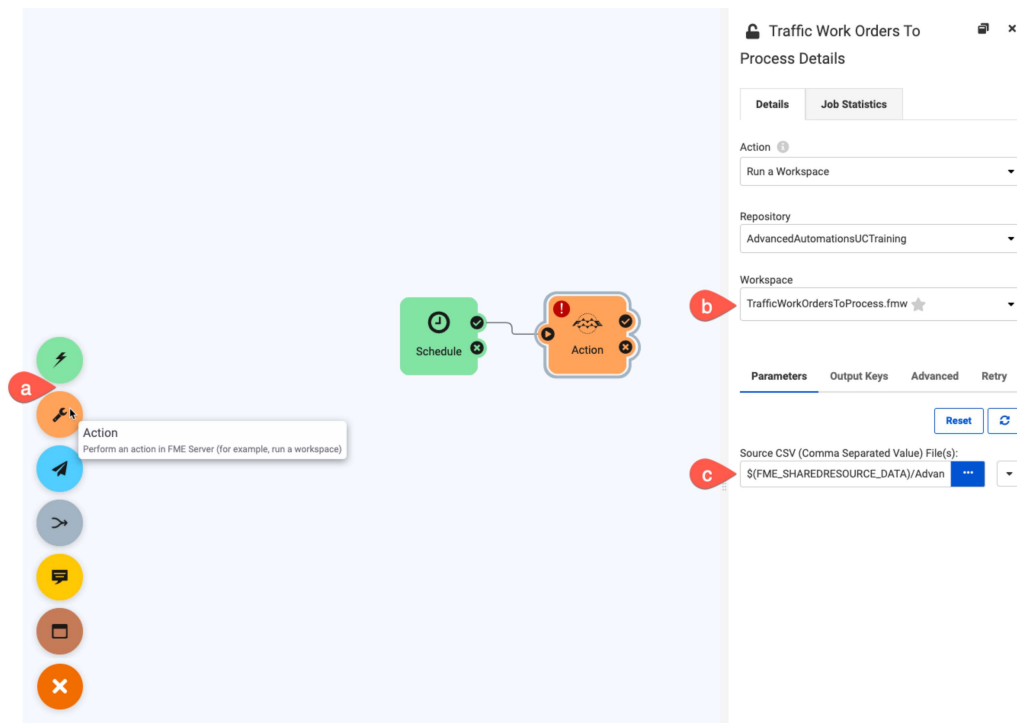 Traffic Work Orders To
Process Details
Details
Job Statistics
Action
Run a Workspace
Repository
AdvancedAutomationsUCTraining
Workspace
b
TrafficWorkOrdersToProcess.fmw
Schedule
!
Action
a
Action
Perform an action in FME Server (for example, run a workspace)
Parameters
Output Keys
Advanced
Retry
Reset
Source CSV (Comma Separated Value) File(s):
c
$(FME_SHAREDRESOURCE_DATA)/Advan
...